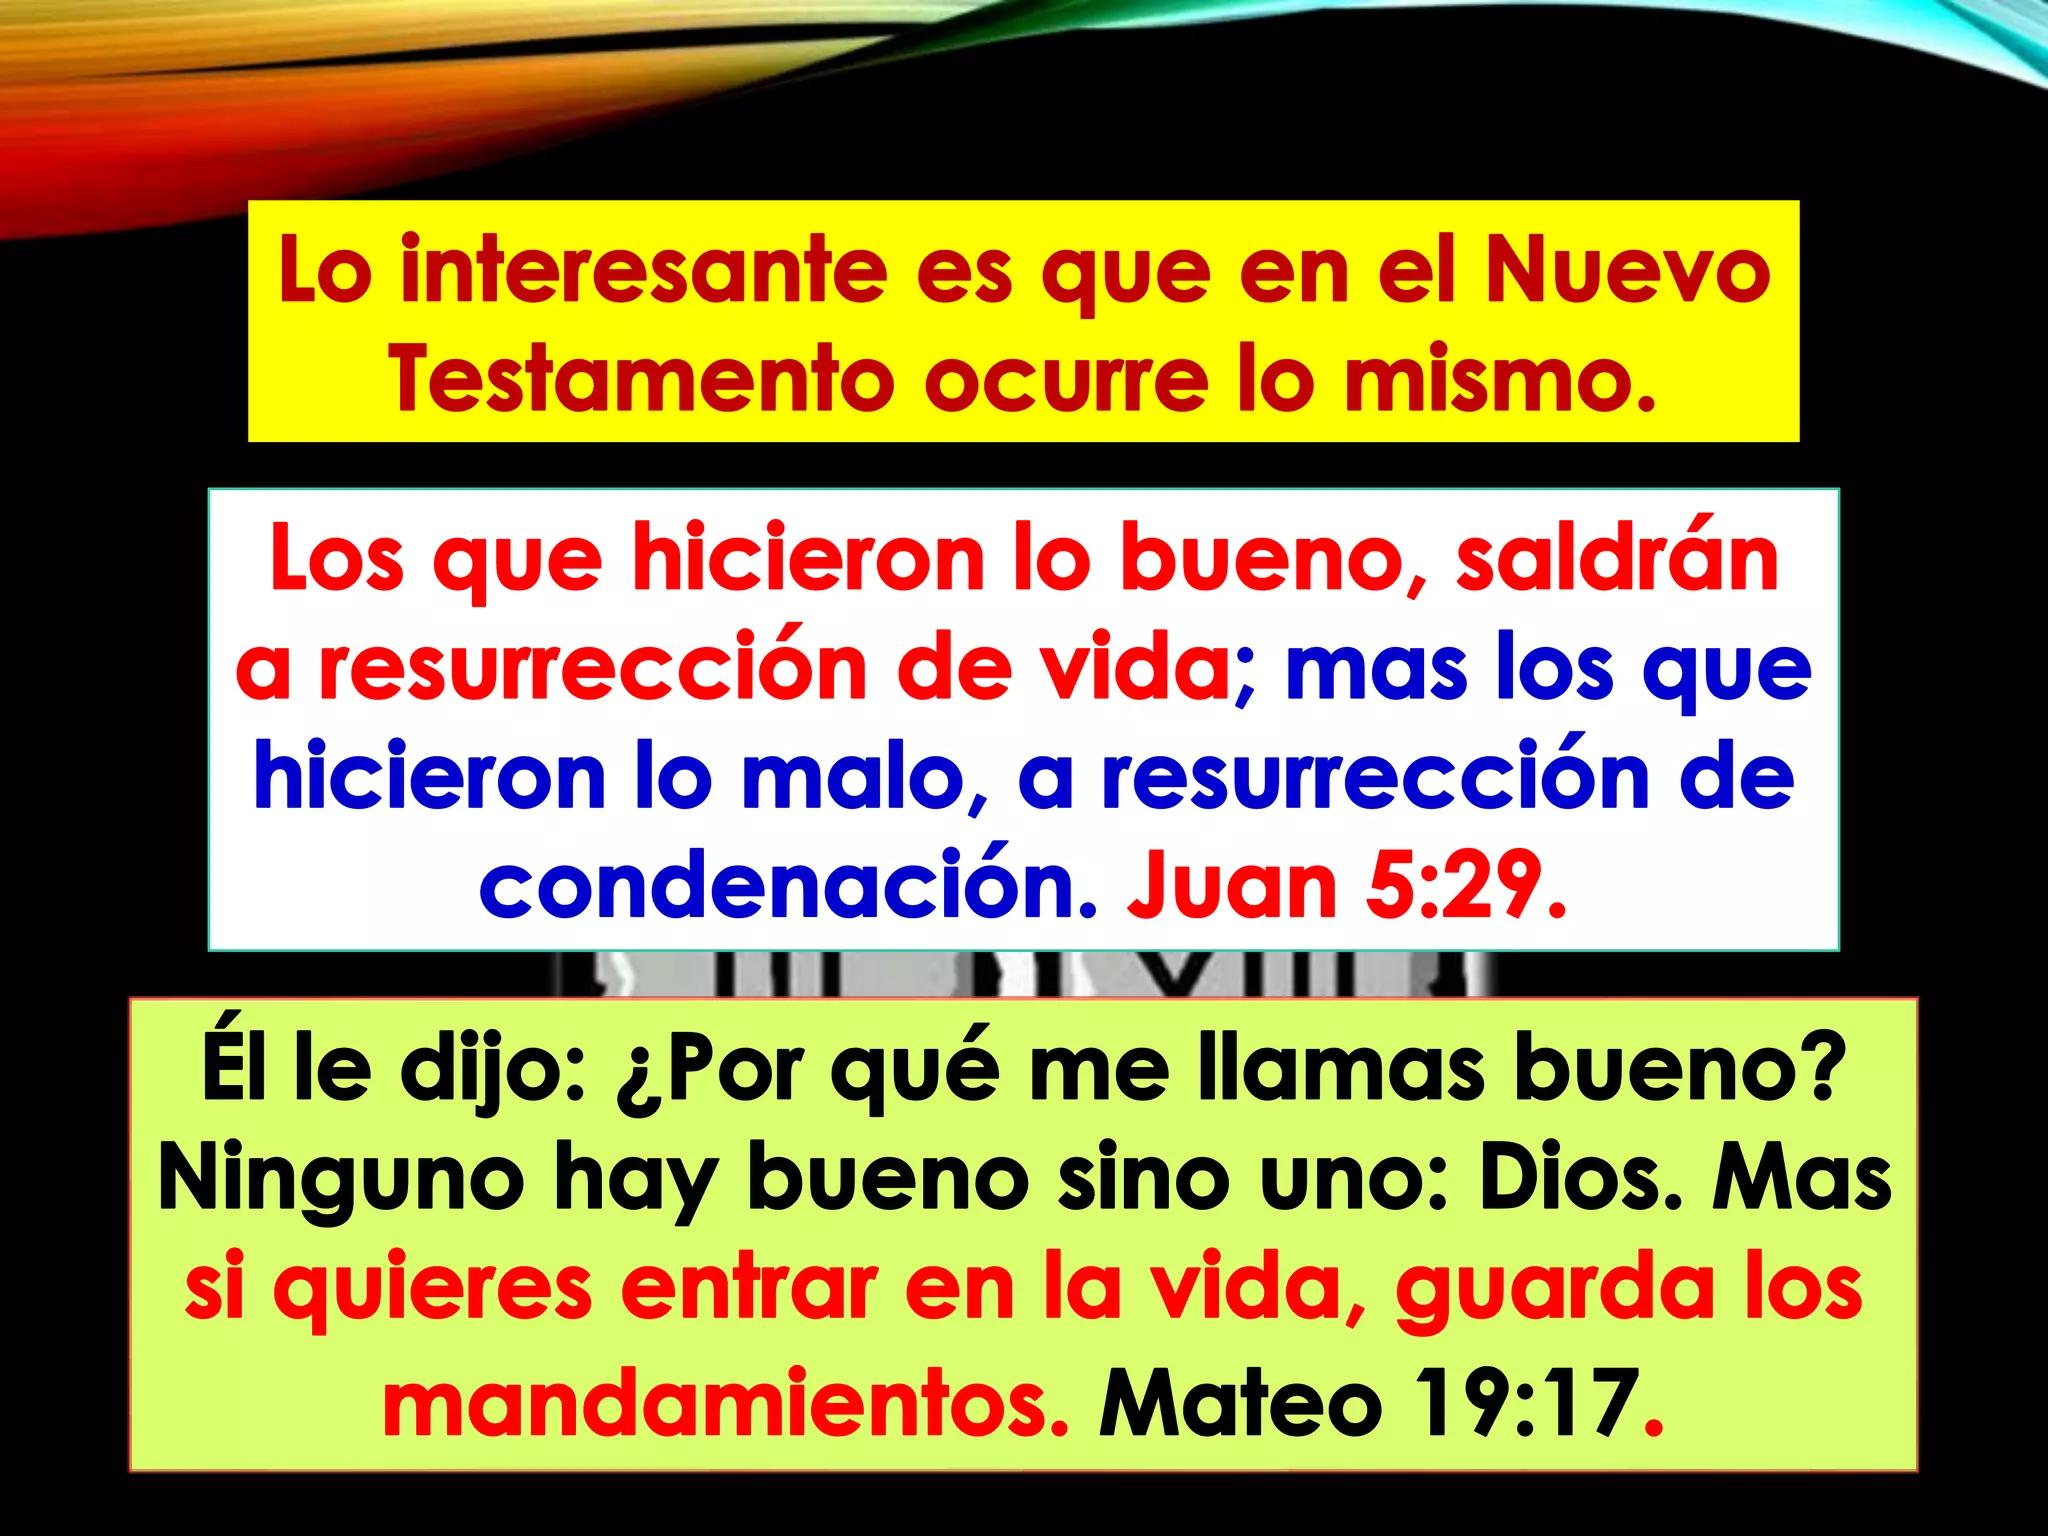 Lo interesante es que en el Nuevo
Testamento ocurre lo mismo.
Los que hicieron lo bueno, saldrán
a resurrección de vida; mas los que
hicieron lo malo, a resurrección de
condenación. Juan 5:29.
Él le dijo: ¿Por qué me llamas bueno?
Ninguno hay bueno sino uno: Dios. Mas
si quieres entrar en la vida, guarda los
mandamientos. Mateo 19:17.